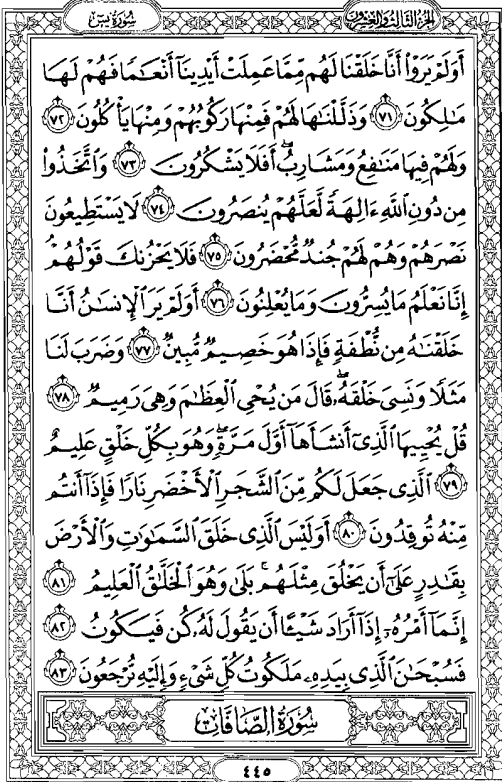 الجزء الثالث والعشرون
سورة يس
أَوَلَمْ يَرَوْا۟ أَنَّا خَلَقْنَا لَهُم مِّمَّا عَمِلَتْ أَيْدِينَآ أَنْعَـٰمًا فَهُمْ لَهَا
مَـٰلِكُونَ ٧١ وَذَلَّلْنَـٰهَا لَهُمْ فَمِنْهَا رَكُوبُهُمْ وَمِنْهَا يَأْكُلُونَ ٧٢
وَلَهُمْ فِيهَا مَنَـٰفِعُ وَمَشَارِبُ ۖ أَفَلَا يَشْكُرُونَ ٧٣ وَٱتَّخَذُوا۟
مِن دُونِ ٱللَّهِ ءَالِهَةً لَّعَلَّهُمْ يُنصَرُونَ ٧٤ لَا يَسْتَطِيعُونَ
نَصْرَهُمْ وَهُمْ لَهُمْ جُندٌ مُّحْضَرُونَ ٧٥ فَلَا يَحْزُنكَ قَوْلُهُمْ ۘ
إِنَّا نَعْلَمُ مَا يُسِرُّونَ وَمَا يُعْلِنُونَ ٧٦ أَوَلَمْ يَرَ ٱلْإِنسَـٰنُ أَنَّا
خَلَقْنَـٰهُ مِن نُّطْفَةٍ فَإِذَا هُوَ خَصِيمٌ مُّبِينٌ ٧٧ وَضَرَبَ لَنَا
مَثَلًا وَنَسِىَ خَلْقَهُۥ ۖ قَالَ مَن يُحْىِ ٱلْعِظَـٰمَ وَهِىَ رَمِيمٌ ٧٨
قُلْ يُحْيِيهَا ٱلَّذِىٓ أَنشَأَهَآ أَوَّلَ مَرَّةٍ ۖ وَهُوَ بِكُلِّ خَلْقٍ عَلِيمٌ
٧٩ ٱلَّذِى جَعَلَ لَكُم مِّنَ ٱلشَّجَرِ ٱلْأَخْضَرِ نَارًا فَإِذَآ أَنتُم
مِّنْهُ تُوقِدُونَ ٨٠ أَوَلَيْسَ ٱلَّذِى خَلَقَ ٱلسَّمَـٰوَٰتِ وَٱلْأَرْضَ
بِقَـٰدِرٍ عَلَىٰٓ أَن يَخْلُقَ مِثْلَهُم ۚ بَلَىٰ وَهُوَ ٱلْخَلَّـٰقُ ٱلْعَلِيمُ ٨١
إِنَّمَآ أَمْرُهُۥٓ إِذَآ أَرَادَ شَيْـًٔا أَن يَقُولَ لَهُۥ كُن فَيَكُونُ ٨٢
فَسُبْحَـٰنَ ٱلَّذِى بِيَدِهِۦ مَلَكُوتُ كُلِّ شَىْءٍ وَإِلَيْهِ تُرْجَعُونَ ٨٣
سُورَةُ الصَّافَّاتِ
٤٤٥